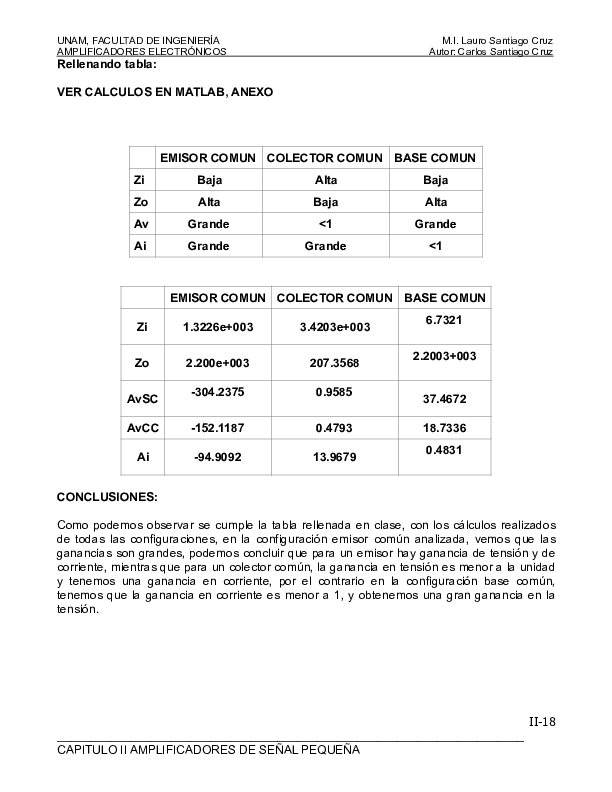 UNAM, FACULTAD DE INGENIERÍA M.I. Lauro Santiago Cruz
AMPLIFICADORES ELECTRÓNICOS Autor: Carlos Santiago Cruz
Rellenando tabla:
VER CALCULOS EN MATLAB, ANEXO
EMISOR COMUN COLECTOR COMUN BASE COMUN
Zi Baja Alta Baja
Zo Alta Baja Alta
Av Grande <1 Grande
Ai Grande Grande <1
EMISOR COMUN COLECTOR COMUN BASE COMUN
Zi 1.3226e+003 3.4203e+003 6.7321
Zo 2.200e+003 207.3568 2.2003+003
AvSC -304.2375 0.9585 37.4672
AvCC -152.1187 0.4793 18.7336
Ai -94.9092 13.9679 0.4831
CONCLUSIONES:
Como podemos observar se cumple la tabla rellenada en clase, con los cálculos realizados
de todas las configuraciones, en la configuración emisor común analizada, vemos que las
ganancias son grandes, podemos concluir que para un emisor hay ganancia de tensión y de
corriente, mientras que para un colector común, la ganancia en tensión es menor a la unidad
y tenemos una ganancia en corriente, por el contrario en la configuración base común,
tenemos que la ganancia en corriente es menor a 1, y obtenemos una gran ganancia en la
tensión.
II-18
CAPITULO II AMPLIFICADORES DE SEÑAL PEQUEÑA